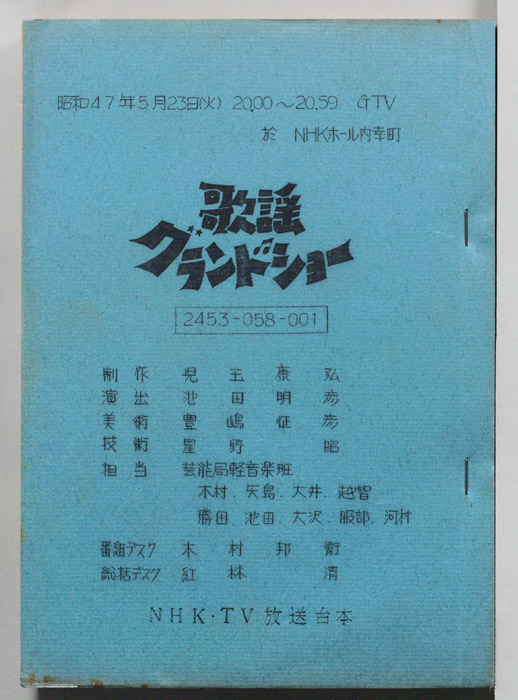 昭和47年5月23日(火) 20.00〜20.59 GTV
於 NHKホール内幸町
歌謡
グランドショー
2453-058-001
制作 児玉康弘
演出 池田明彦
美術 豊嶋征彦
技術 星野昭
担当 芸能局軽音楽班
木村、矢島、大井、越智
勝田、池田、大沢、服部、河村
番組デスク 木村邦衛
総括デスク 紅林清
NHK・TV放送台本